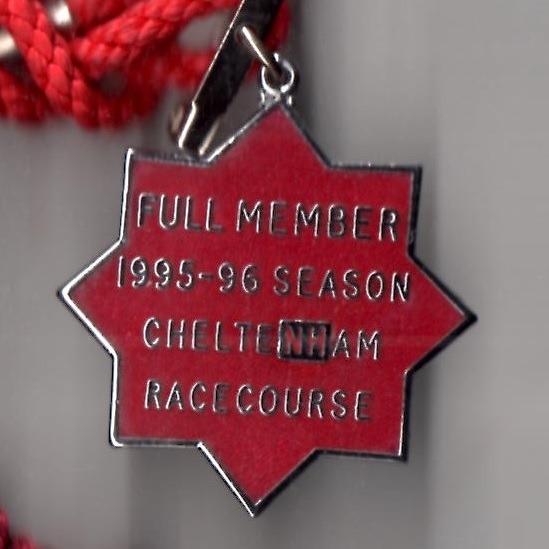 FULL MEMBER
1995-96 SEASON
CHELTENHAM
RACECOURSE